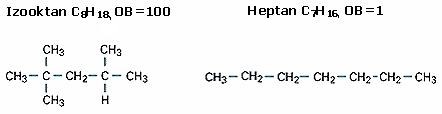 Izooktan C₈H₁₈, OB=100
Heptan C₇H₁₆, OB=1
CH₃ CH₃
CH₃–C–CH₂–C–CH₃
CH₃ H
CH₃–CH₂–CH₂–CH₂–CH₂–CH₂–CH₃